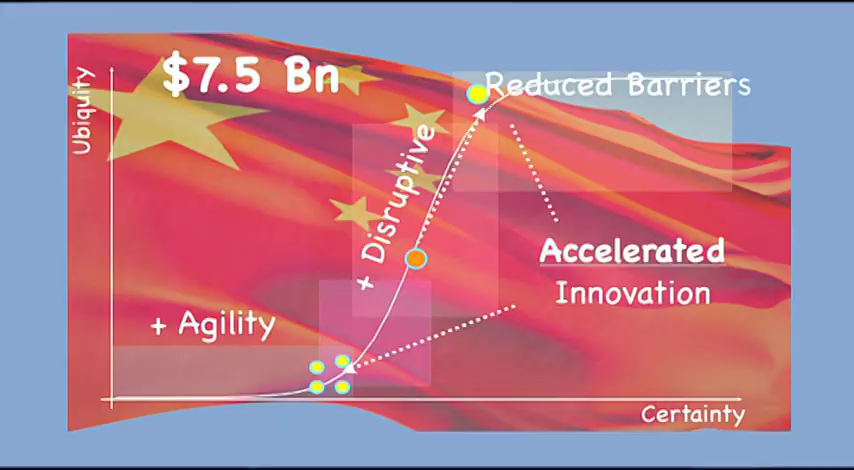 $7.5 Bn
Reduced Barriers
Ubiquity
+ Disruptive
Accelerated
Innovation
+ Agility
Certainty